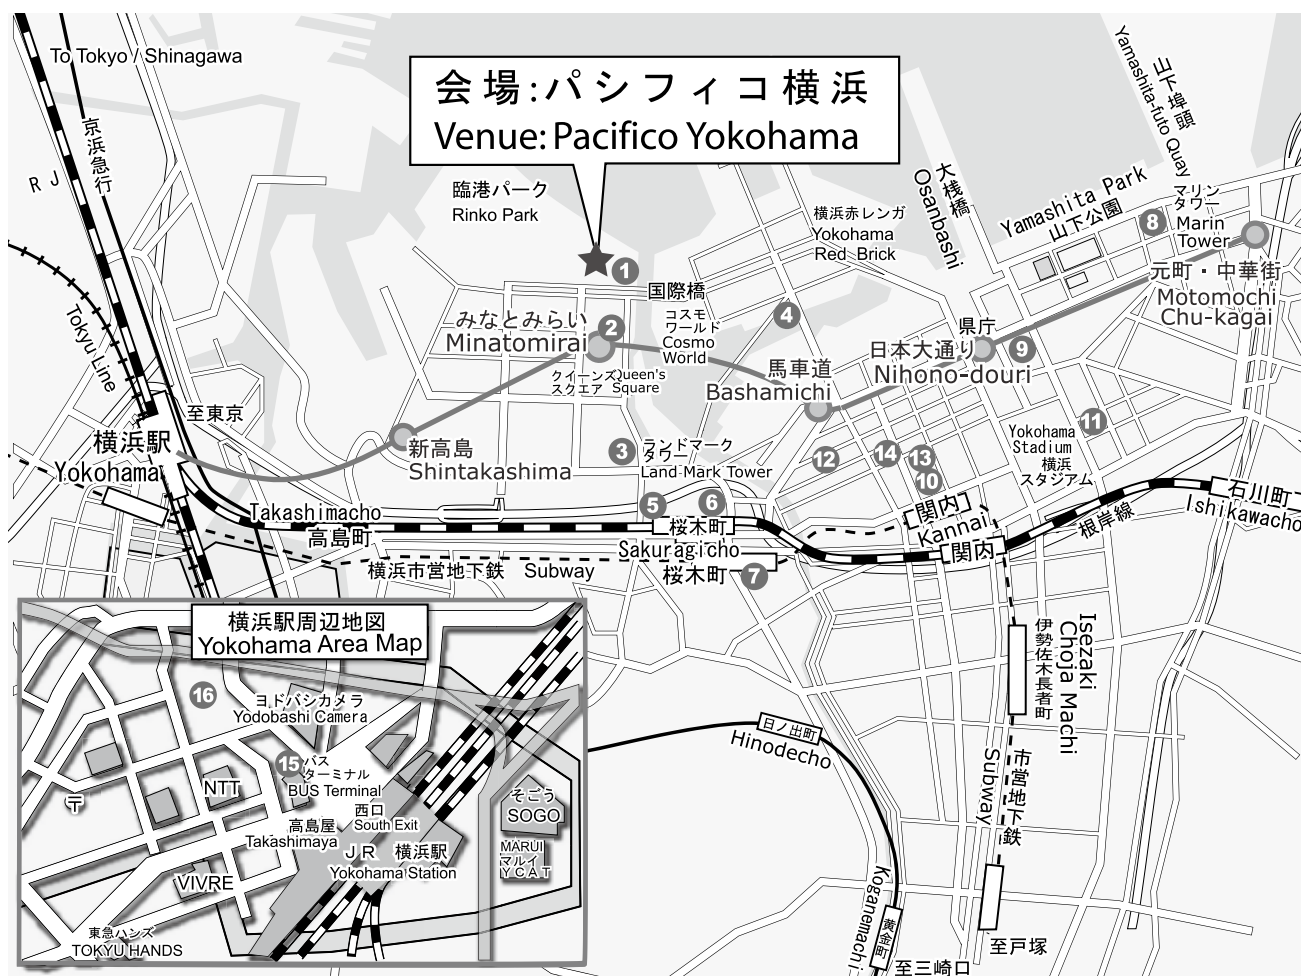 To Tokyo / Shinagawa
会場:パシフィコ横浜
Venue: Pacifico Yokohama
京浜急行
R J
臨港パーク
Rinko Park
横浜赤レンガ
Yokohama
Red Brick
大桟橋
Osanbashi
山下埠頭
Yamashita-futo Quay
Yamashita Park
山下公園
マリン
タワー
Marin
Tower
8
元町・中華街
Motomochi
Chu-kagai
1
国際橋
みなとみらい
Minatomirai
2
コスモ
ワールド
Cosmo
World
4
クイーンズ
スクエア
Queen's
Square
馬車道
Bashamichi
県庁
日本大通り
Nihono-douri
9
Tokyu Line
至東京
横浜駅
Yokohama
新高島
Shintakashima
3
ランドマーク
タワー
Land Mark Tower
12
14
13
10
11
Yokohama
Stadium
横浜
スタジアム
Takashimacho
高島町
5
6
桜木町
Sakuragicho
桜木町
7
関内
Kannai
関内
根岸線
石川町
Ishikawacho
横浜市営地下鉄 Subway
Isezaki
Choja Machi
伊勢佐木長者町
日ノ出町
Hinodecho
Subway
市営地下鉄
Koganemachi
黄金町
至戸塚
至三崎口
横浜駅周辺地図
Yokohama Area Map
16
ヨドバシカメラ
Yodobashi Camera
15
バス
ターミナル
BUS Terminal
NTT
〒
西口
South Exit
高島屋
Takashimaya
JR 横浜駅
Yokohama Station
そごう
SOGO
MARUI
マルイ
YCAT
VIVRE
東急ハンズ
TOKYU HANDS